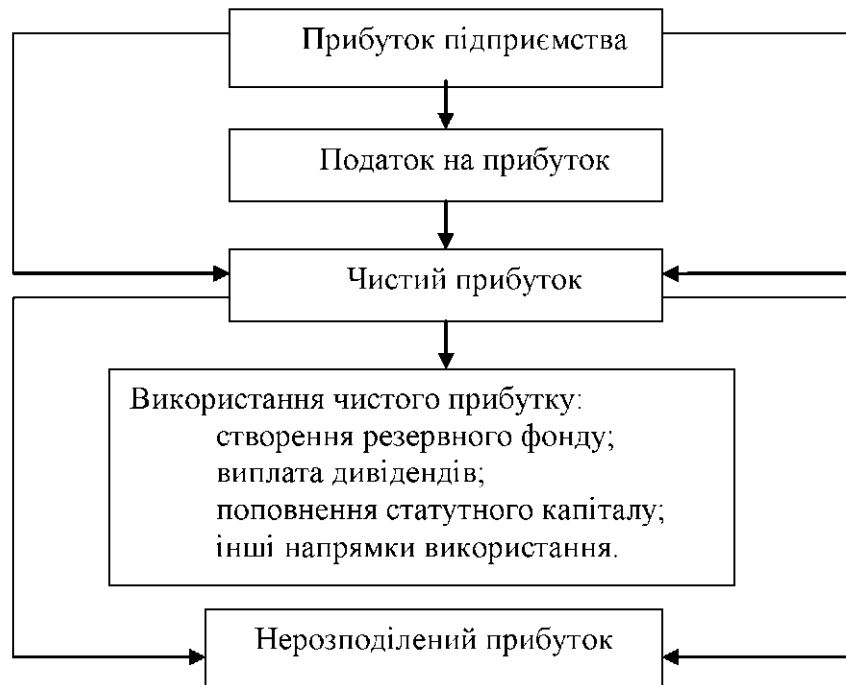 Прибуток підприємства
Податок на прибуток
Чистий прибуток
Використання чистого прибутку:
створення резервного фонду;
виплата дивідендів;
поповнення статутного капіталу;
інші напрямки використання.
Нерозподілений прибуток